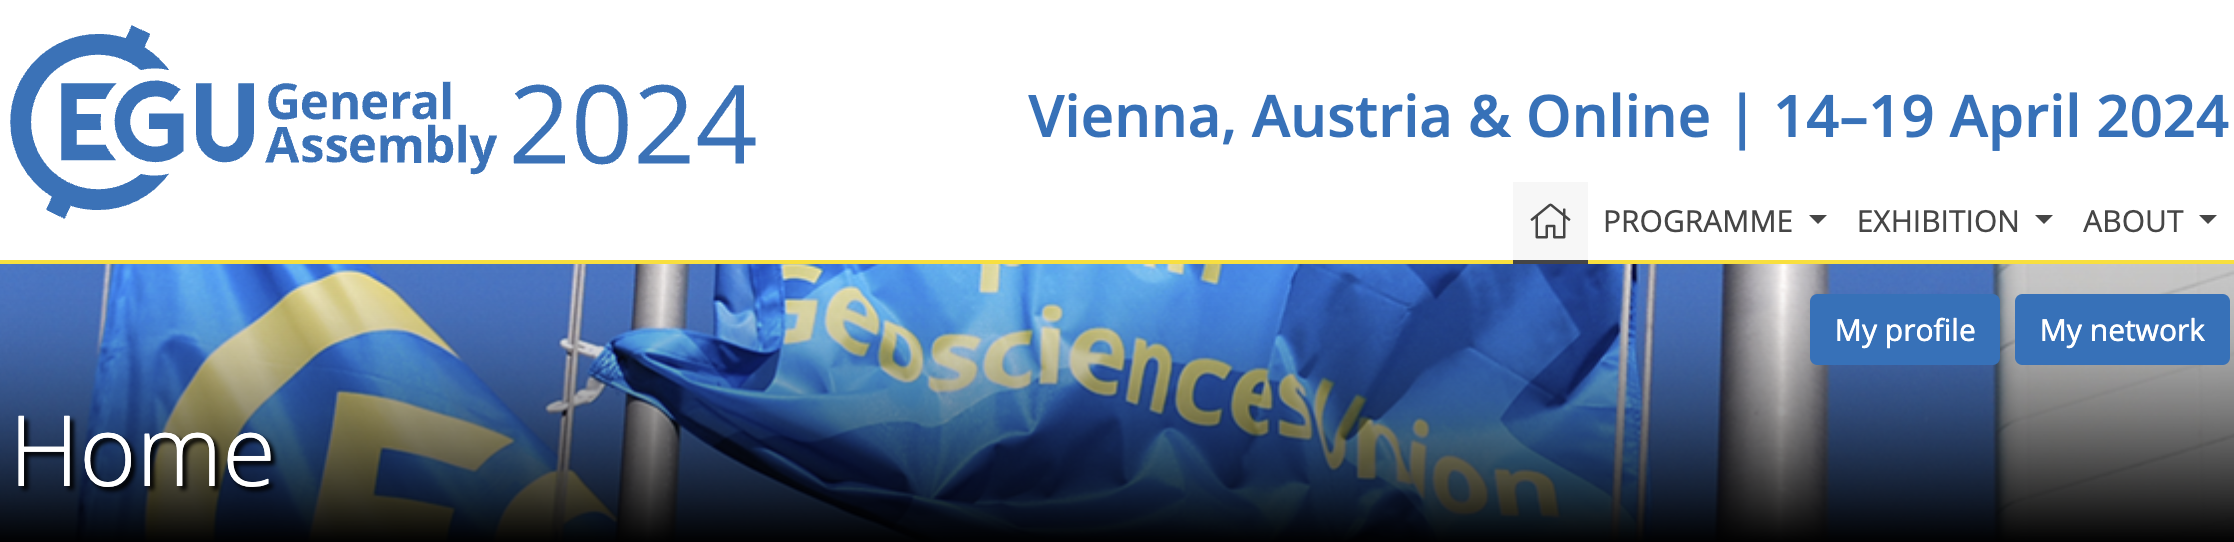 EGU General Assembly 2024
Vienna, Austria & Online | 14–19 April 2024
PROGRAMME EXHIBITION ABOUT
My profile My network
Geosciences Union
Home